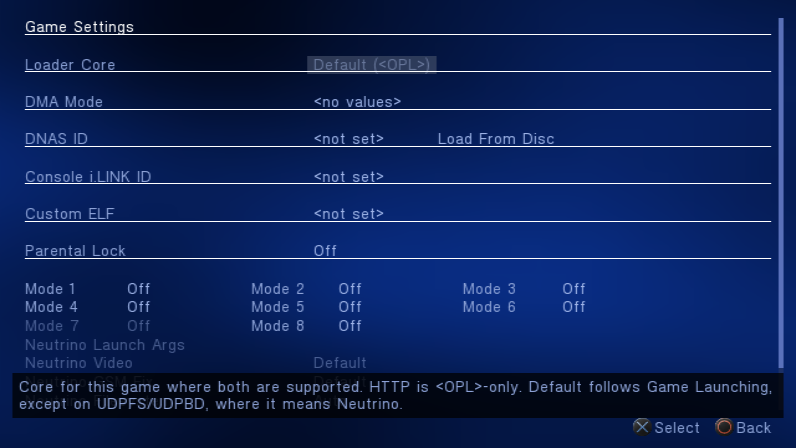 Game Settings
Loader Core Default (<OPL>)
DMA Mode <no values>
DNAS ID <not set> Load From Disc
Console i.LINK ID <not set>
Custom ELF <not set>
Parental Lock Off
Mode 1 Off Mode 2 Off Mode 3 Off
Mode 4 Off Mode 5 Off Mode 6 Off
Mode 7 Off Mode 8 Off
Neutrino Launch Args
Neutrino Video Default
Core for this game where both are supported. HTTP is <OPL>-only. Default follows Game Launching,
except on UDPFS/UDPBD, where it means Neutrino.
Select Back